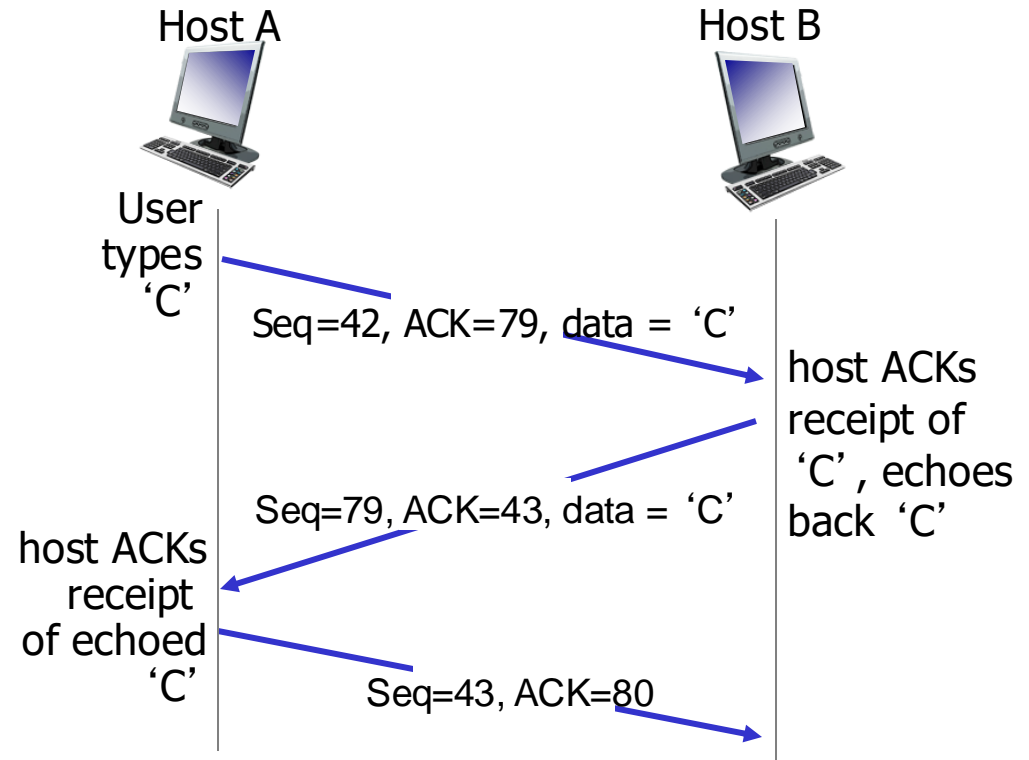 Host A
Host B
User
types
‘C’
Seq=42, ACK=79, data = ‘C’
host ACKs
receipt of
‘C’, echoes
back ‘C’
Seq=79, ACK=43, data = ‘C’
host ACKs
receipt
of echoed
‘C’
Seq=43, ACK=80